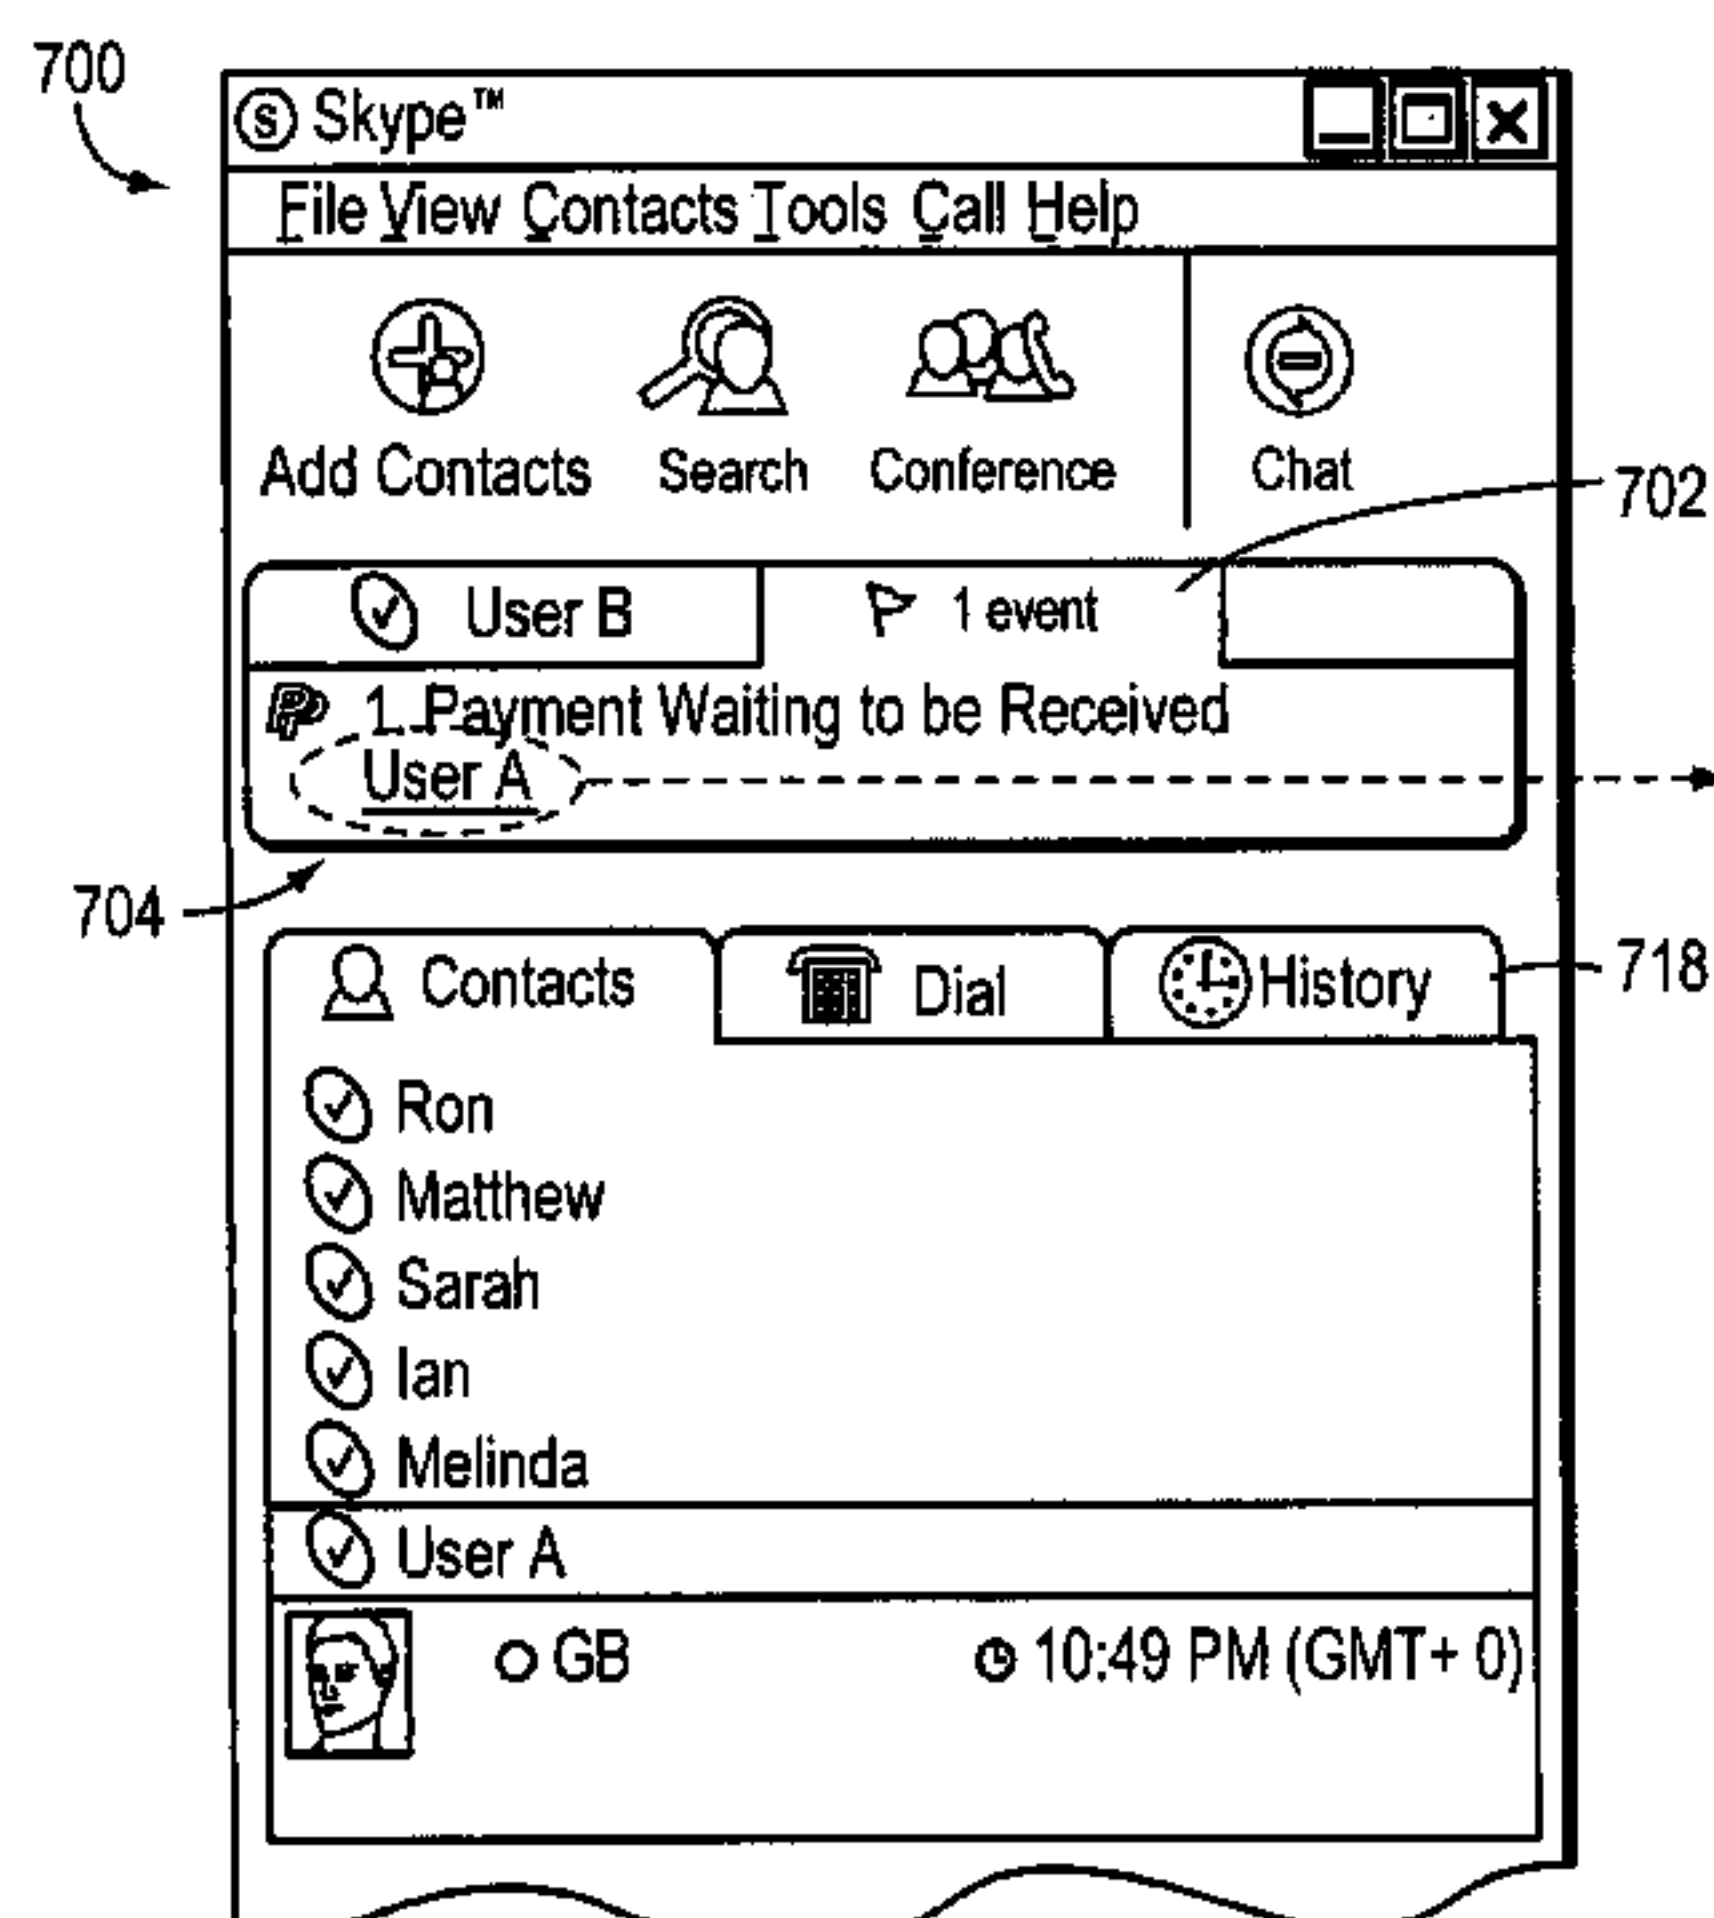 700
S Skype™
File View Contacts Tools Call Help
Add Contacts Search Conference Chat
702
User B 1 event
1. Payment Waiting to be Received
User A
704
Contacts Dial History
718
Ron
Matthew
Sarah
Ian
Melinda
User A
GB 10:49 PM (GMT+ 0)